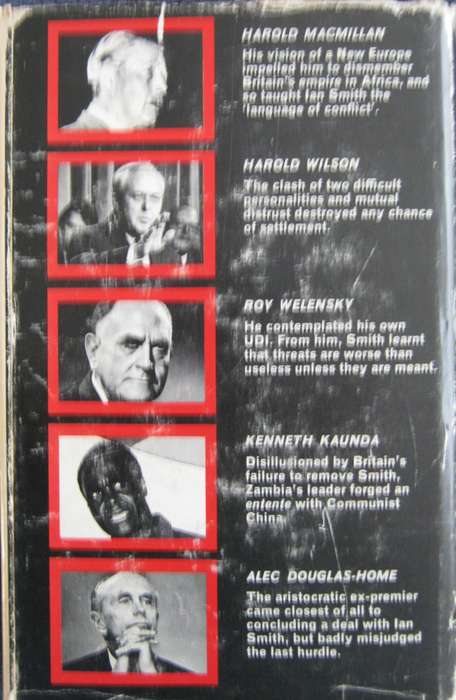 HAROLD MACMILLAN
His vision of a New Europe
impelled him to dismember
Britain's empire in Africa, and
so taught Ian Smith the
'language of conflict'.
HAROLD WILSON
The clash of two difficult
personalities and mutual
distrust destroyed any chance
of settlement.
ROY WELENSKY
He contemplated his own
UDI. From him, Smith learnt
that threats are worse than
useless unless they are meant.
KENNETH KAUNDA
Disillusioned by Britain's
failure to remove Smith,
Zambia's leader forged an
entente with Communist
China.
ALEC DOUGLAS-HOME
The aristocratic ex-premier
came closest of all to
concluding a deal with Ian
Smith, but badly misjudged
the last hurdle.